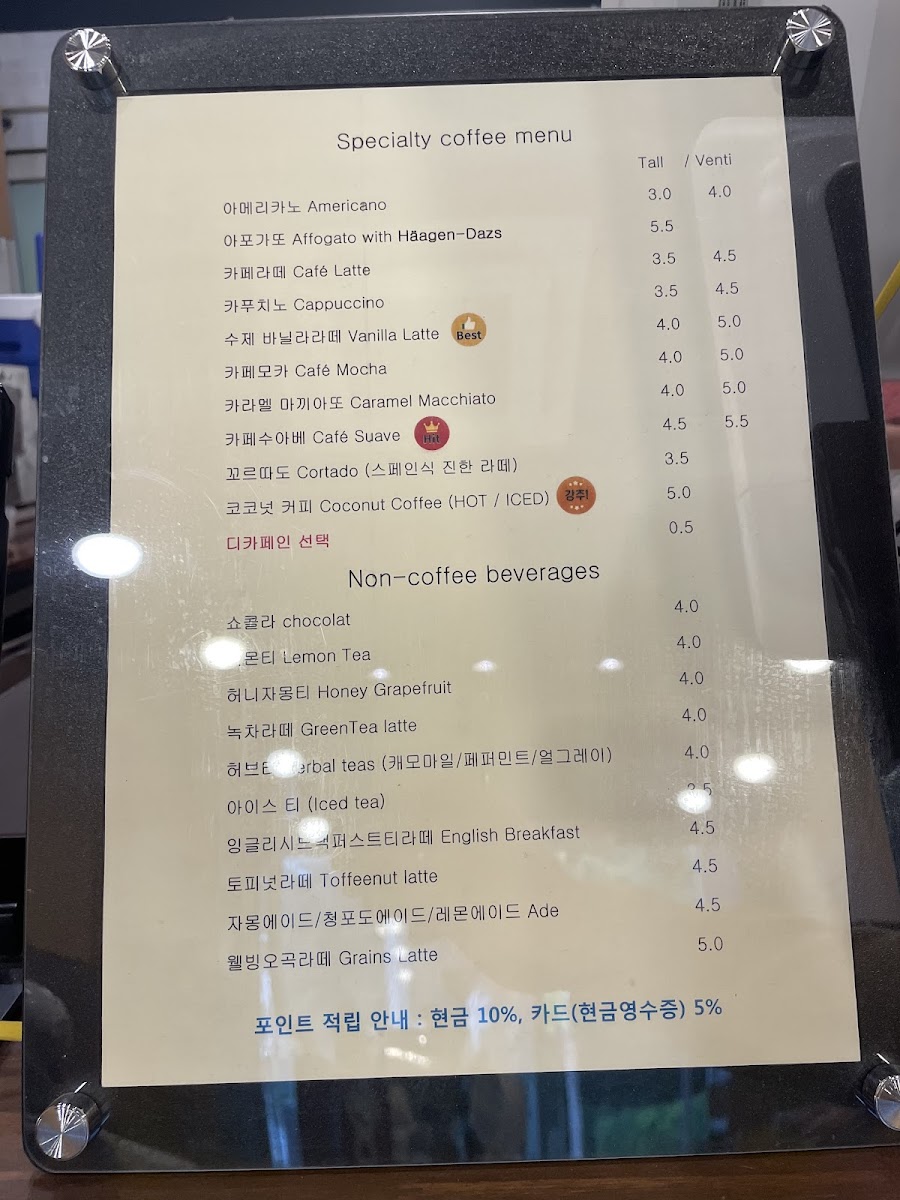 Specialty coffee menu
Tall / Venti
아메리카노 Americano 3.0 4.0
아포가또 Affogato with Häagen-Dazs 5.5
카페라떼 Café Latte 3.5 4.5
카푸치노 Cappuccino 3.5 4.5
수제 바닐라라떼 Vanilla Latte Best 4.0 5.0
카페모카 Café Mocha 4.0 5.0
카라멜 마끼아또 Caramel Macchiato 4.0 5.0
카페수아베 Café Suave Hit 4.5 5.5
꼬르따도 Cortado (스페인식 진한 라떼) 3.5
코코넛 커피 Coconut Coffee (HOT / ICED) 강추! 5.0
디카페인 선택 0.5
Non-coffee beverages
쇼콜라 chocolat 4.0
Lemon Tea 4.0
허니자몽티 Honey Grapefruit 4.0
녹차라떼 GreenTea latte 4.0
teas (캐모마일/페퍼민트/얼그레이) 4.0
아이스 티 (Iced tea)
English Breakfast 4.5
토피넛라떼 Toffeenut latte 4.5
자몽에이드/청포도에이드/레몬에이드 Ade 4.5
웰빙오곡라떼 Grains Latte 5.0
포인트 적립 안내 : 현금 10%, 카드(현금영수증) 5%